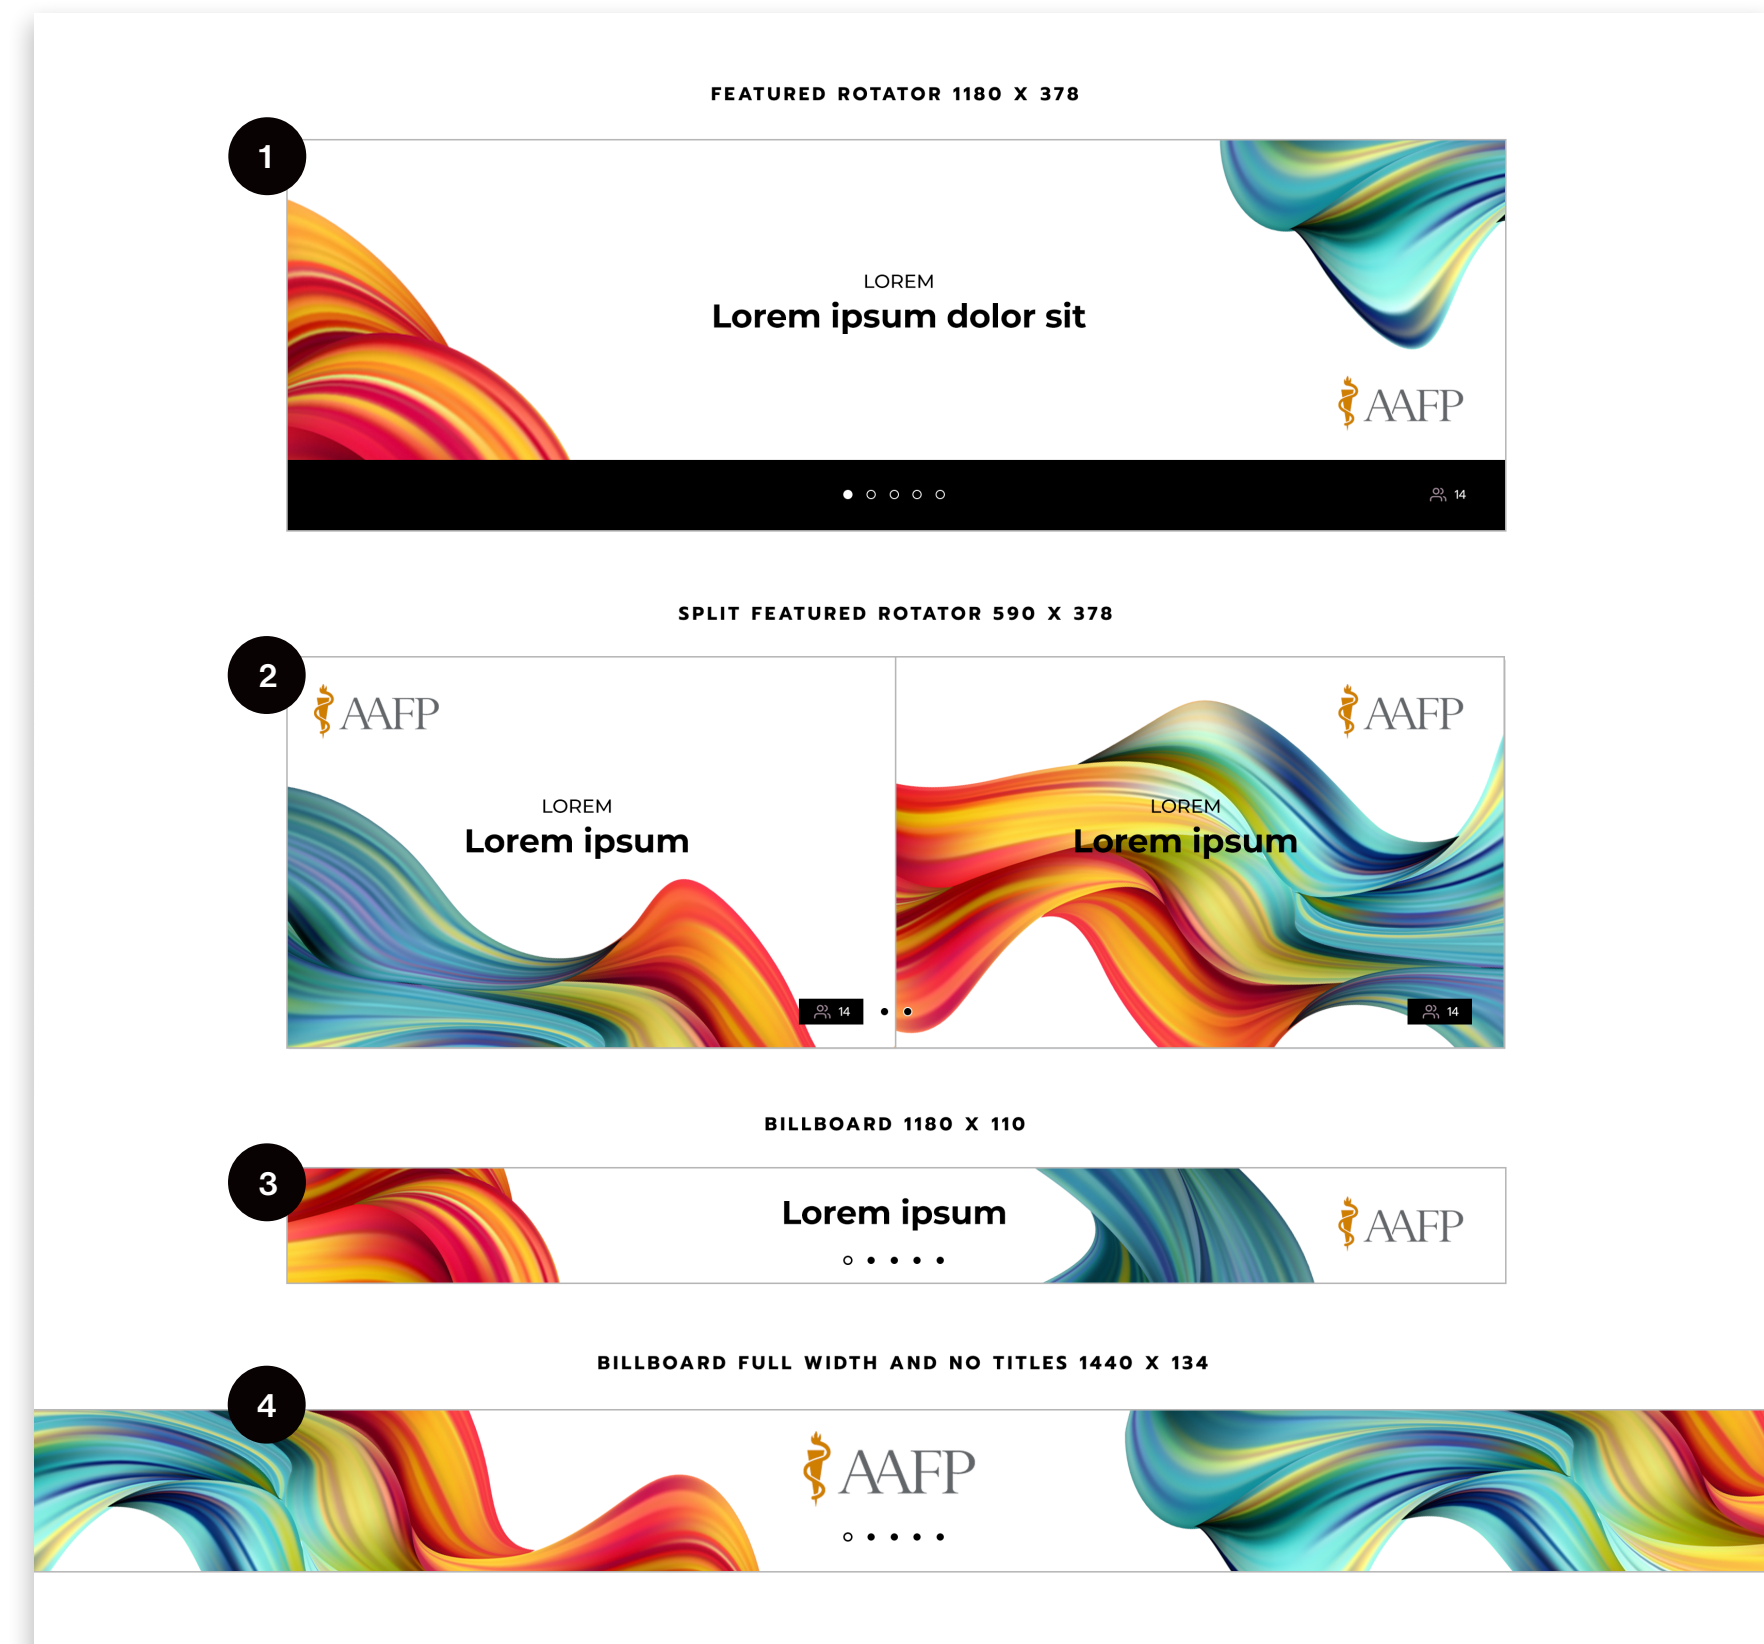 FEATURED ROTATOR 1180 X 378
1
LOREM
Lorem ipsum dolor sit
AAFP
14
SPLIT FEATURED ROTATOR 590 X 378
2
AAFP
AAFP
LOREM
Lorem ipsum
LOREM
Lorem ipsum
14
14
BILLBOARD 1180 X 110
3
Lorem ipsum
AAFP
BILLBOARD FULL WIDTH AND NO TITLES 1440 X 134
4
AAFP